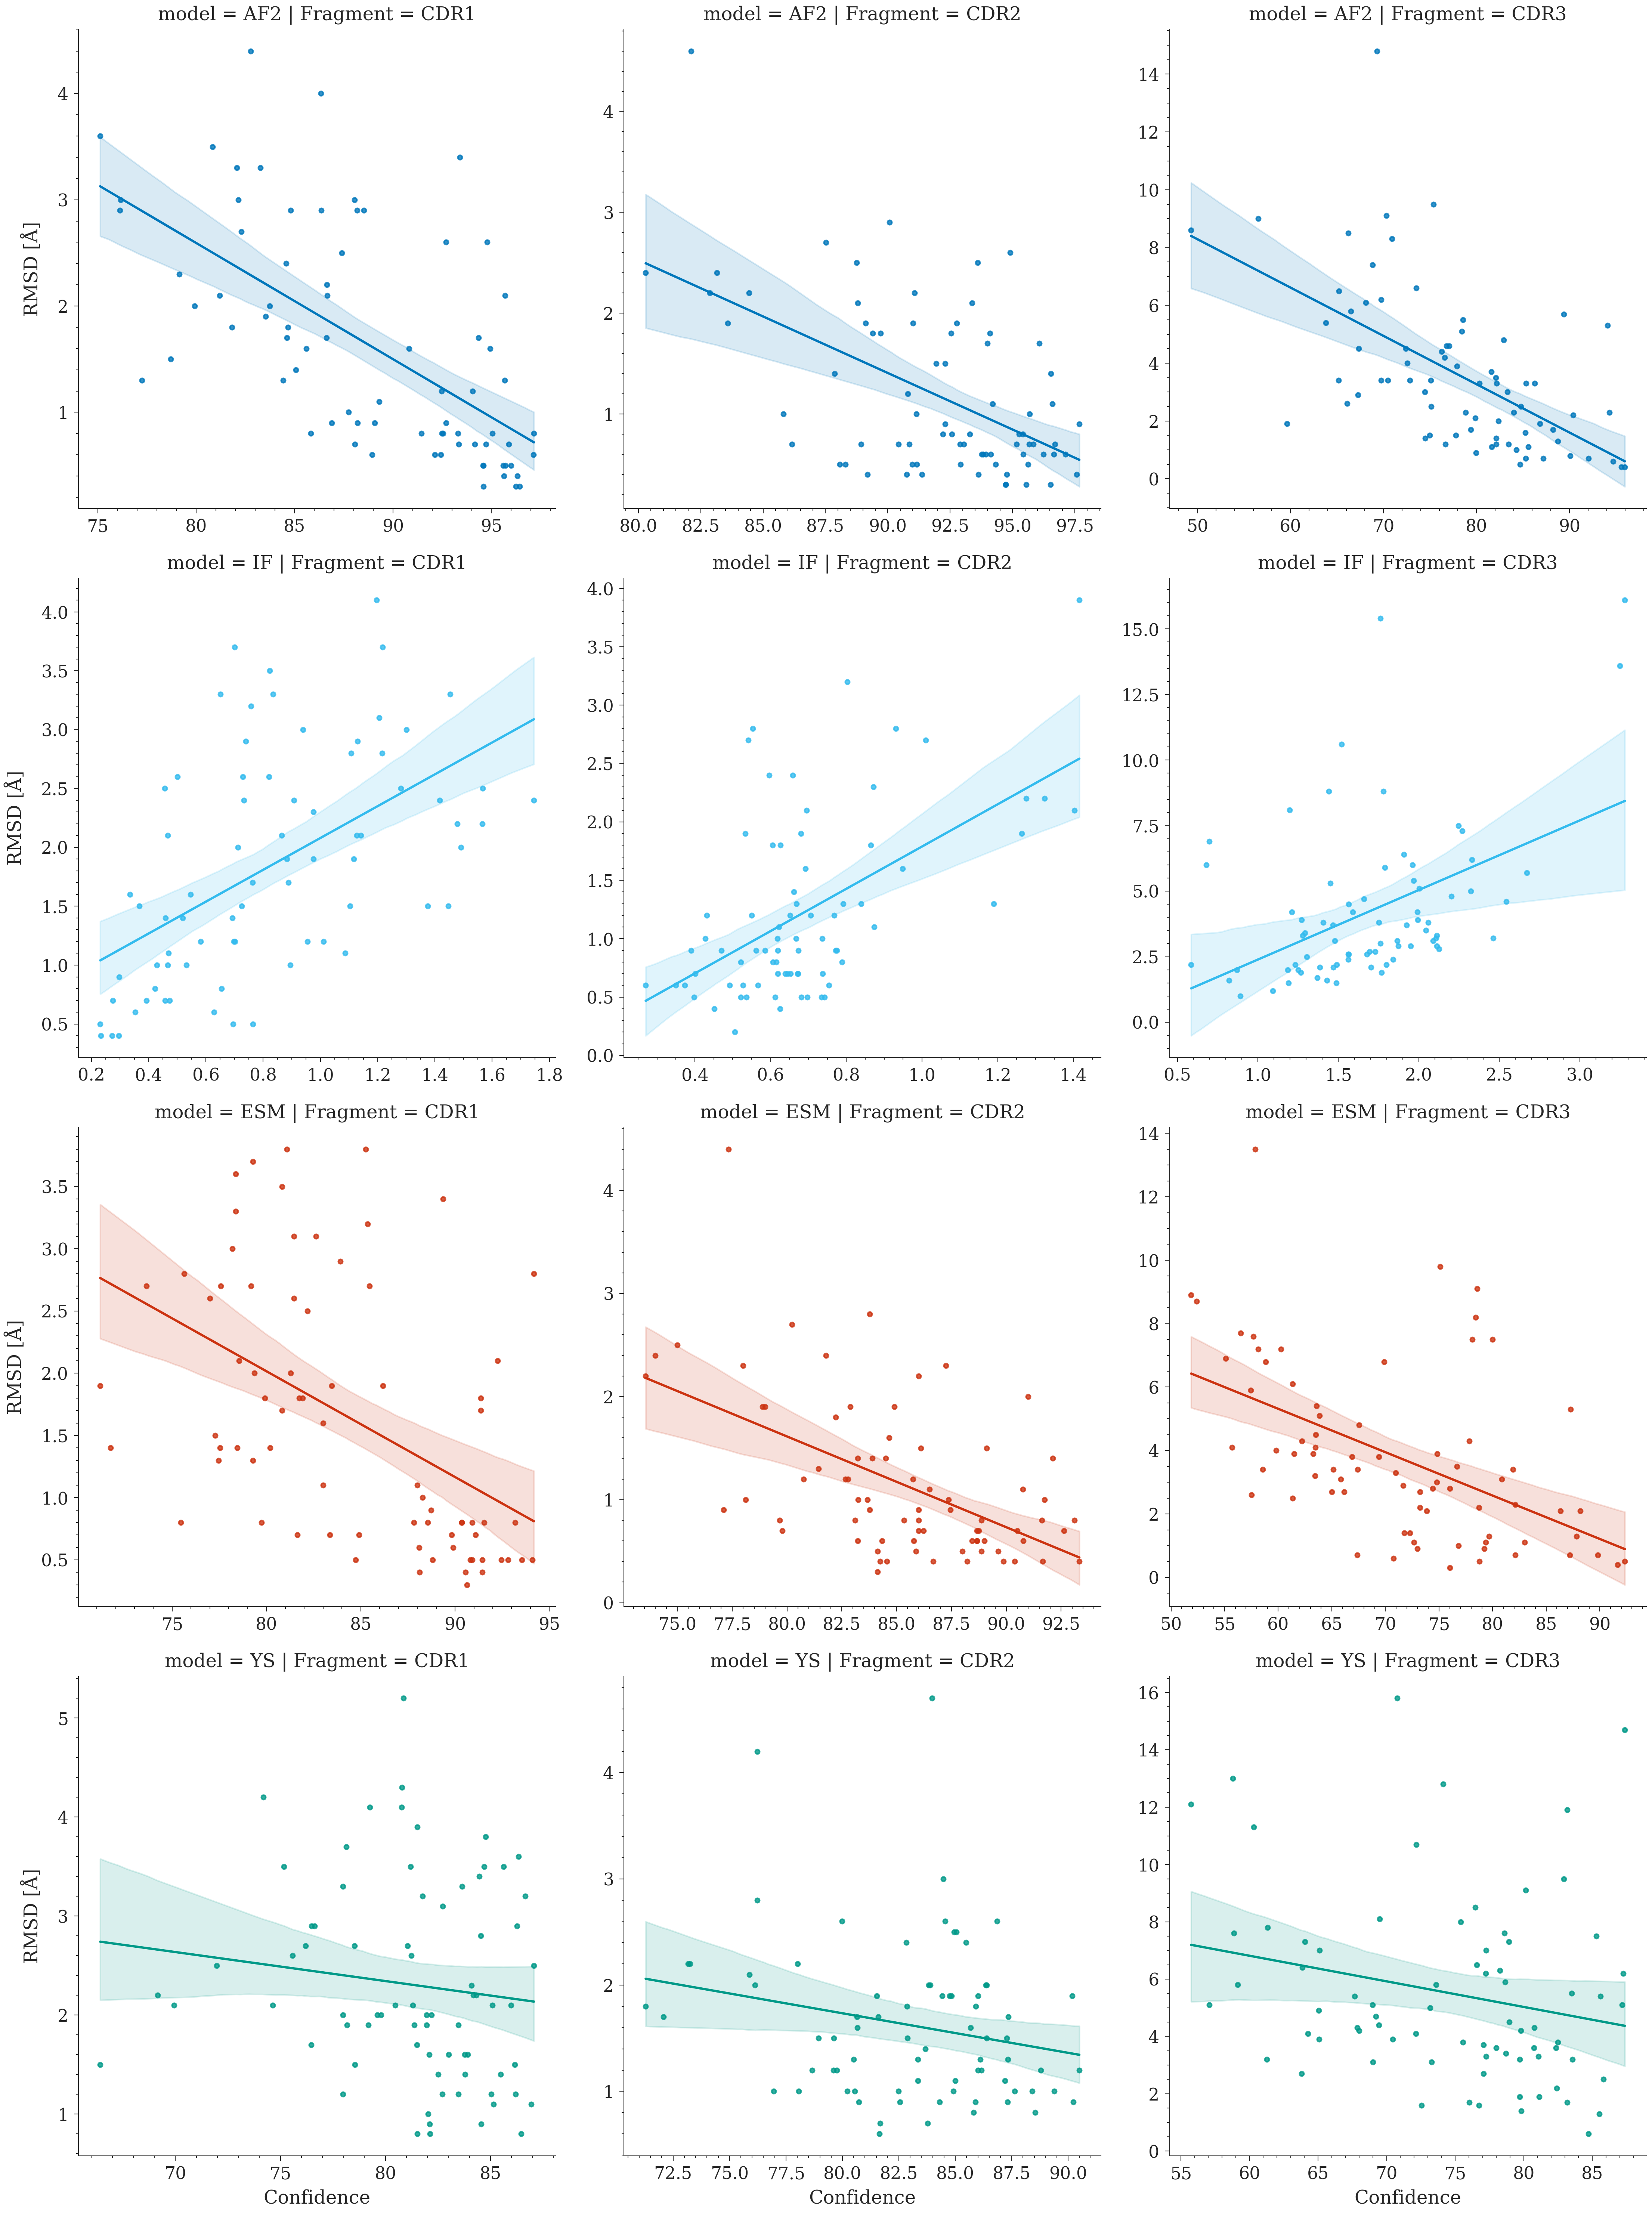 model = AF2 | Fragment = CDR1
model = AF2 | Fragment = CDR2
model = AF2 | Fragment = CDR3
RMSD [Å]
4
3
2
1
75 80 85 90 95
4
3
2
1
80.0 82.5 85.0 87.5 90.0 92.5 95.0 97.5
14
12
10
8
6
4
2
0
50 60 70 80 90
model = IF | Fragment = CDR1
model = IF | Fragment = CDR2
model = IF | Fragment = CDR3
RMSD [Å]
4.0
3.5
3.0
2.5
2.0
1.5
1.0
0.5
0.2 0.4 0.6 0.8 1.0 1.2 1.4 1.6 1.8
4.0
3.5
3.0
2.5
2.0
1.5
1.0
0.5
0.0
0.4 0.6 0.8 1.0 1.2 1.4
15.0
12.5
10.0
7.5
5.0
2.5
0.0
0.5 1.0 1.5 2.0 2.5 3.0
model = ESM | Fragment = CDR1
model = ESM | Fragment = CDR2
model = ESM | Fragment = CDR3
RMSD [Å]
3.5
3.0
2.5
2.0
1.5
1.0
0.5
75 80 85 90 95
4
3
2
1
0
75.0 77.5 80.0 82.5 85.0 87.5 90.0 92.5
14
12
10
8
6
4
2
0
50 55 60 65 70 75 80 85 90
model = YS | Fragment = CDR1
model = YS | Fragment = CDR2
model = YS | Fragment = CDR3
RMSD [Å]
5
4
3
2
1
70 75 80 85
Confidence
4
3
2
1
72.5 75.0 77.5 80.0 82.5 85.0 87.5 90.0
Confidence
16
14
12
10
8
6
4
2
0
55 60 65 70 75 80 85
Confidence